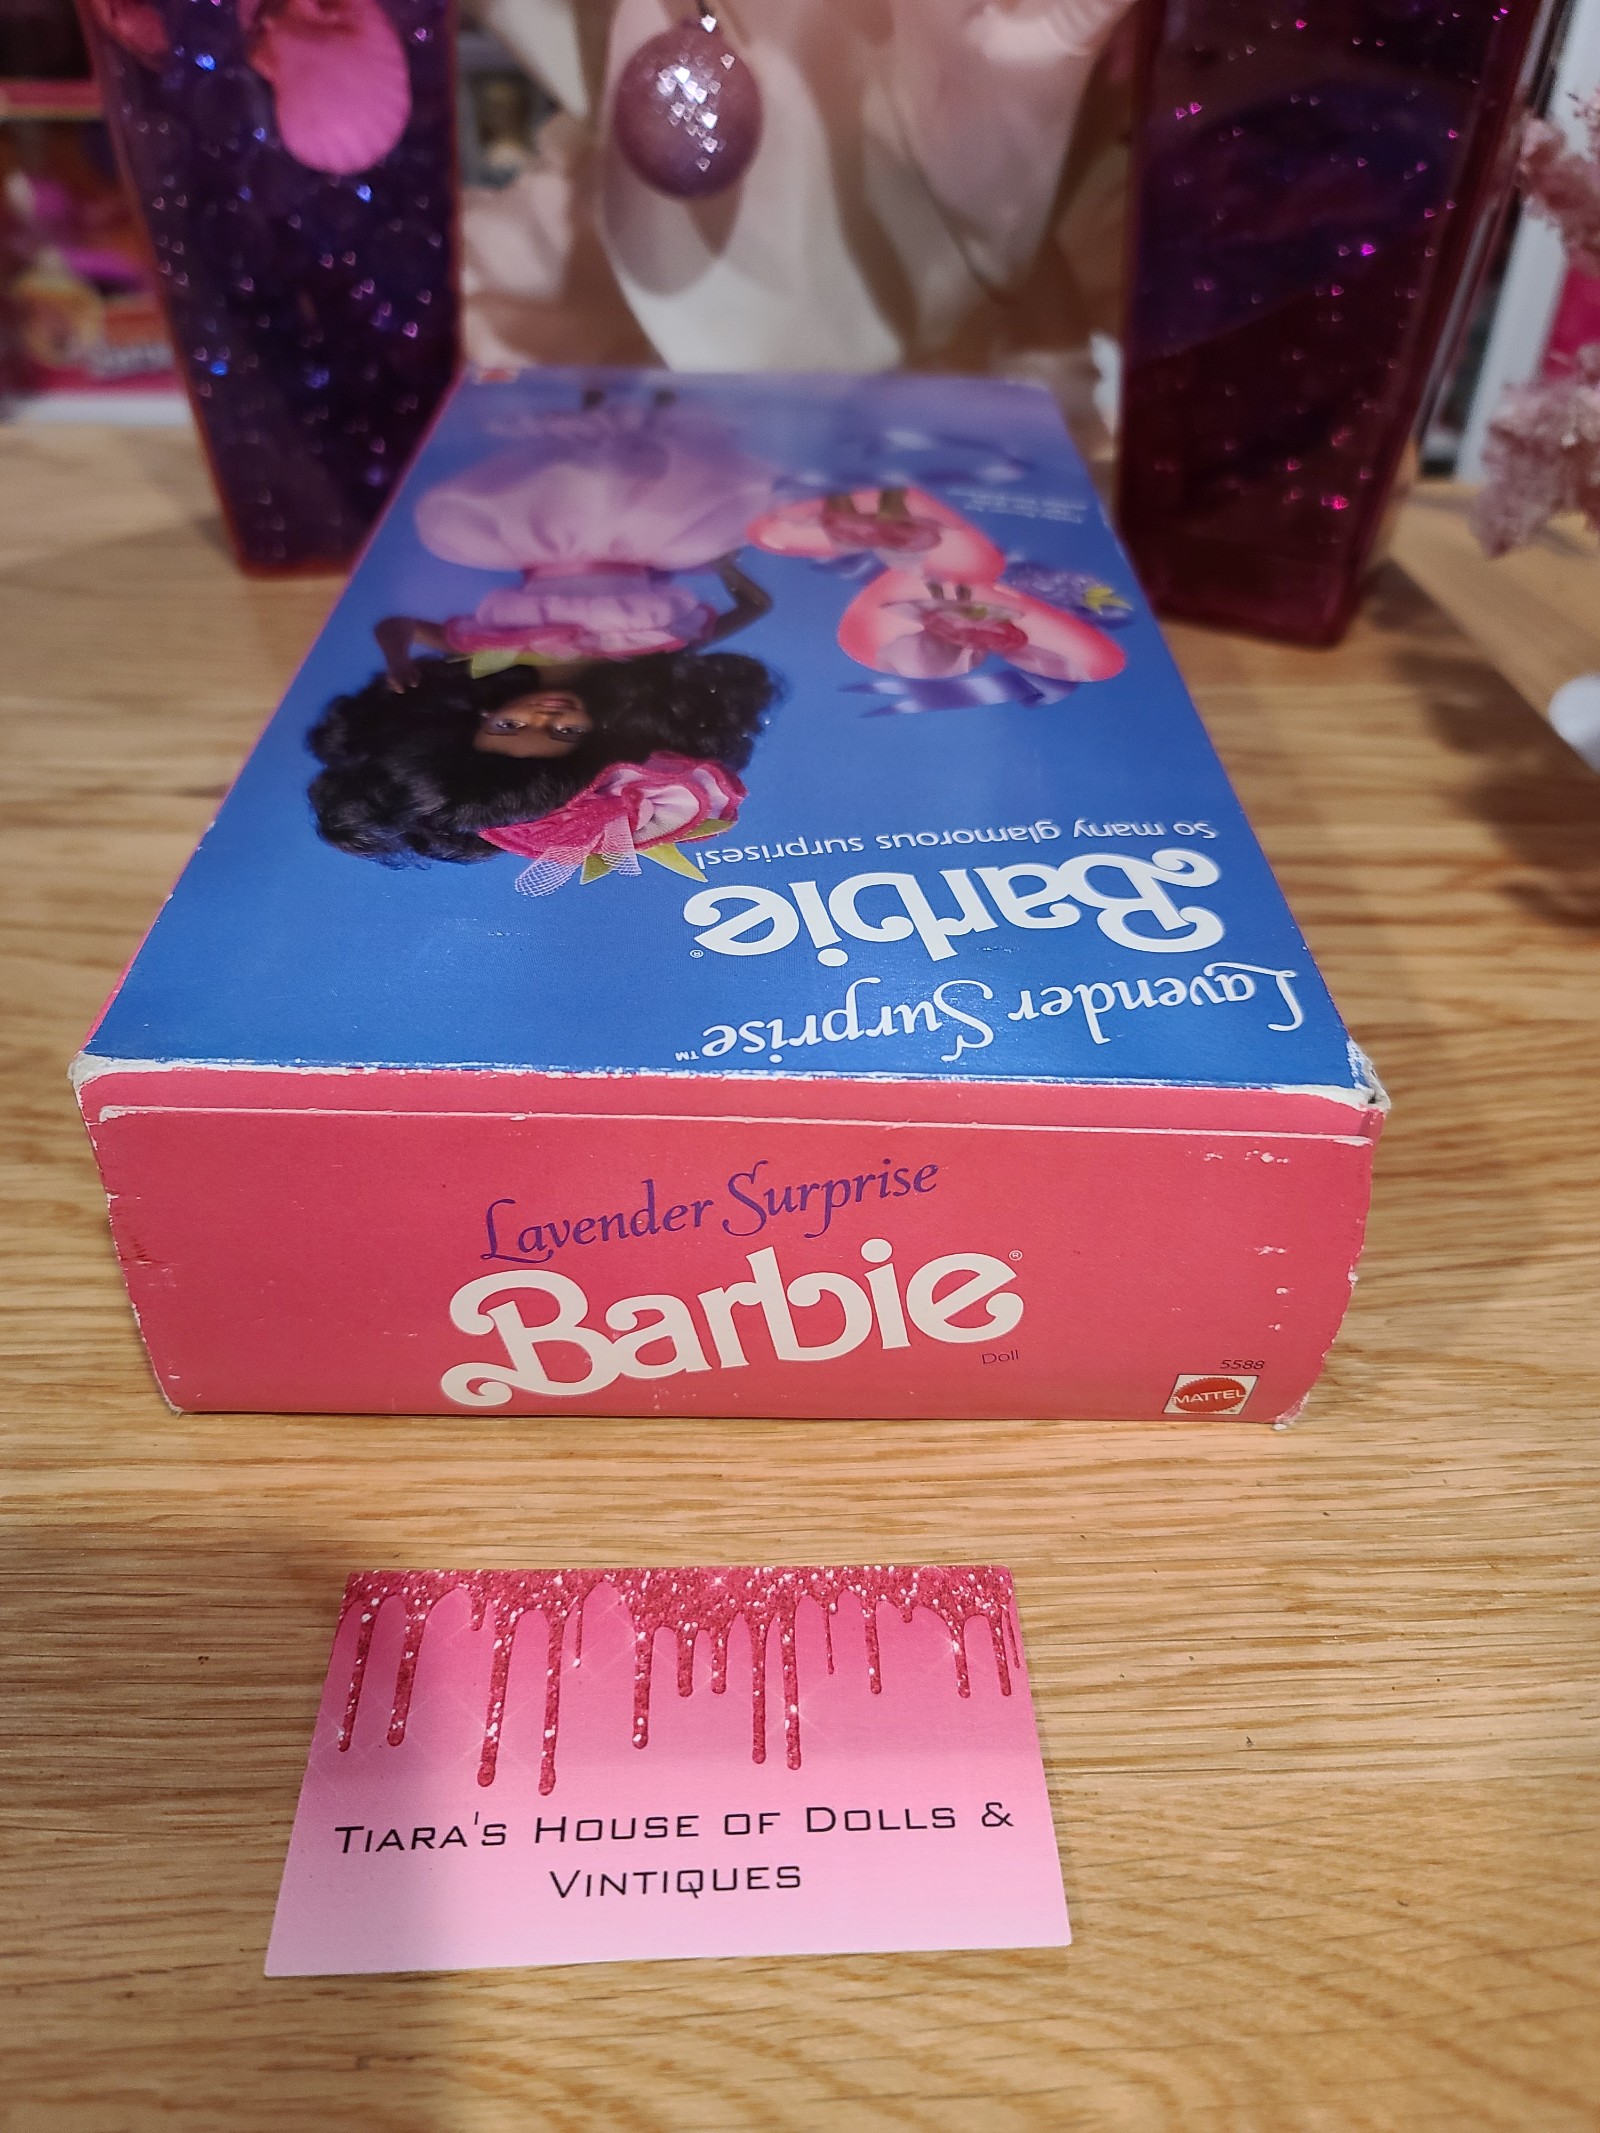 So many glamorous surprises!
Barbie®
Lavender Surprise™
Lavender Surprise
Barbie®
Doll
5588
MATTEL
TIARA'S HOUSE OF DOLLS &
VINTIQUES